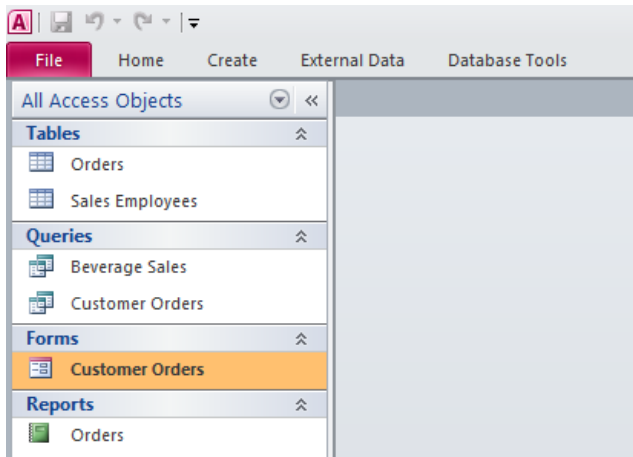 A
File Home Create External Data Database Tools
All Access Objects
Tables
Orders
Sales Employees
Queries
Beverage Sales
Customer Orders
Forms
Customer Orders
Reports
Orders